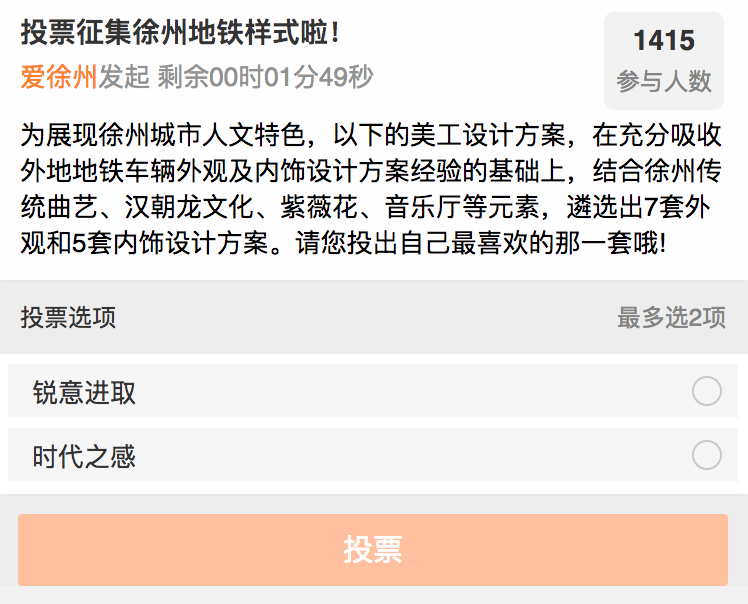 投票征集徐州地铁样式啦！
1415
参与人数
爱徐州发起 剩余00时01分49秒
为展现徐州城市人文特色，以下的美工设计方案，在充分吸收
外地地铁车辆外观及内饰设计方案经验的基础上，结合徐州传
统曲艺、汉朝龙文化、紫薇花、音乐厅等元素，遴选出7套外
观和5套内饰设计方案。请您投出自己最喜欢的那一套哦!
投票选项
最多选2项
锐意进取
时代之感
投票